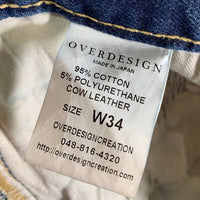 OVERDESIGN
MADE IN JAPAN
95% COTTON
5% POLYURETHANE
COW LEATHER
SIZE W34
OVERDESIGNCREATION
048-816-4320
http://overdesigncreation.com